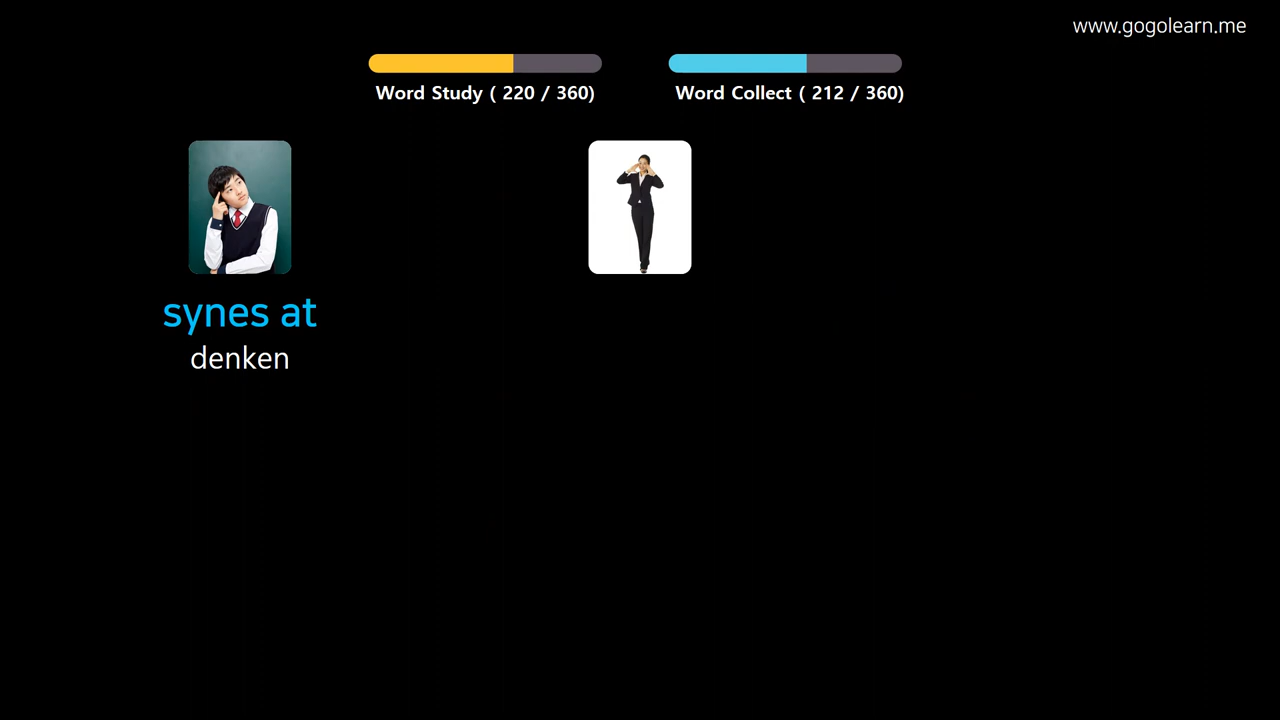 www.gogolearn.me
Word Study ( 220 / 360)
Word Collect ( 212 / 360)
synes at
denken